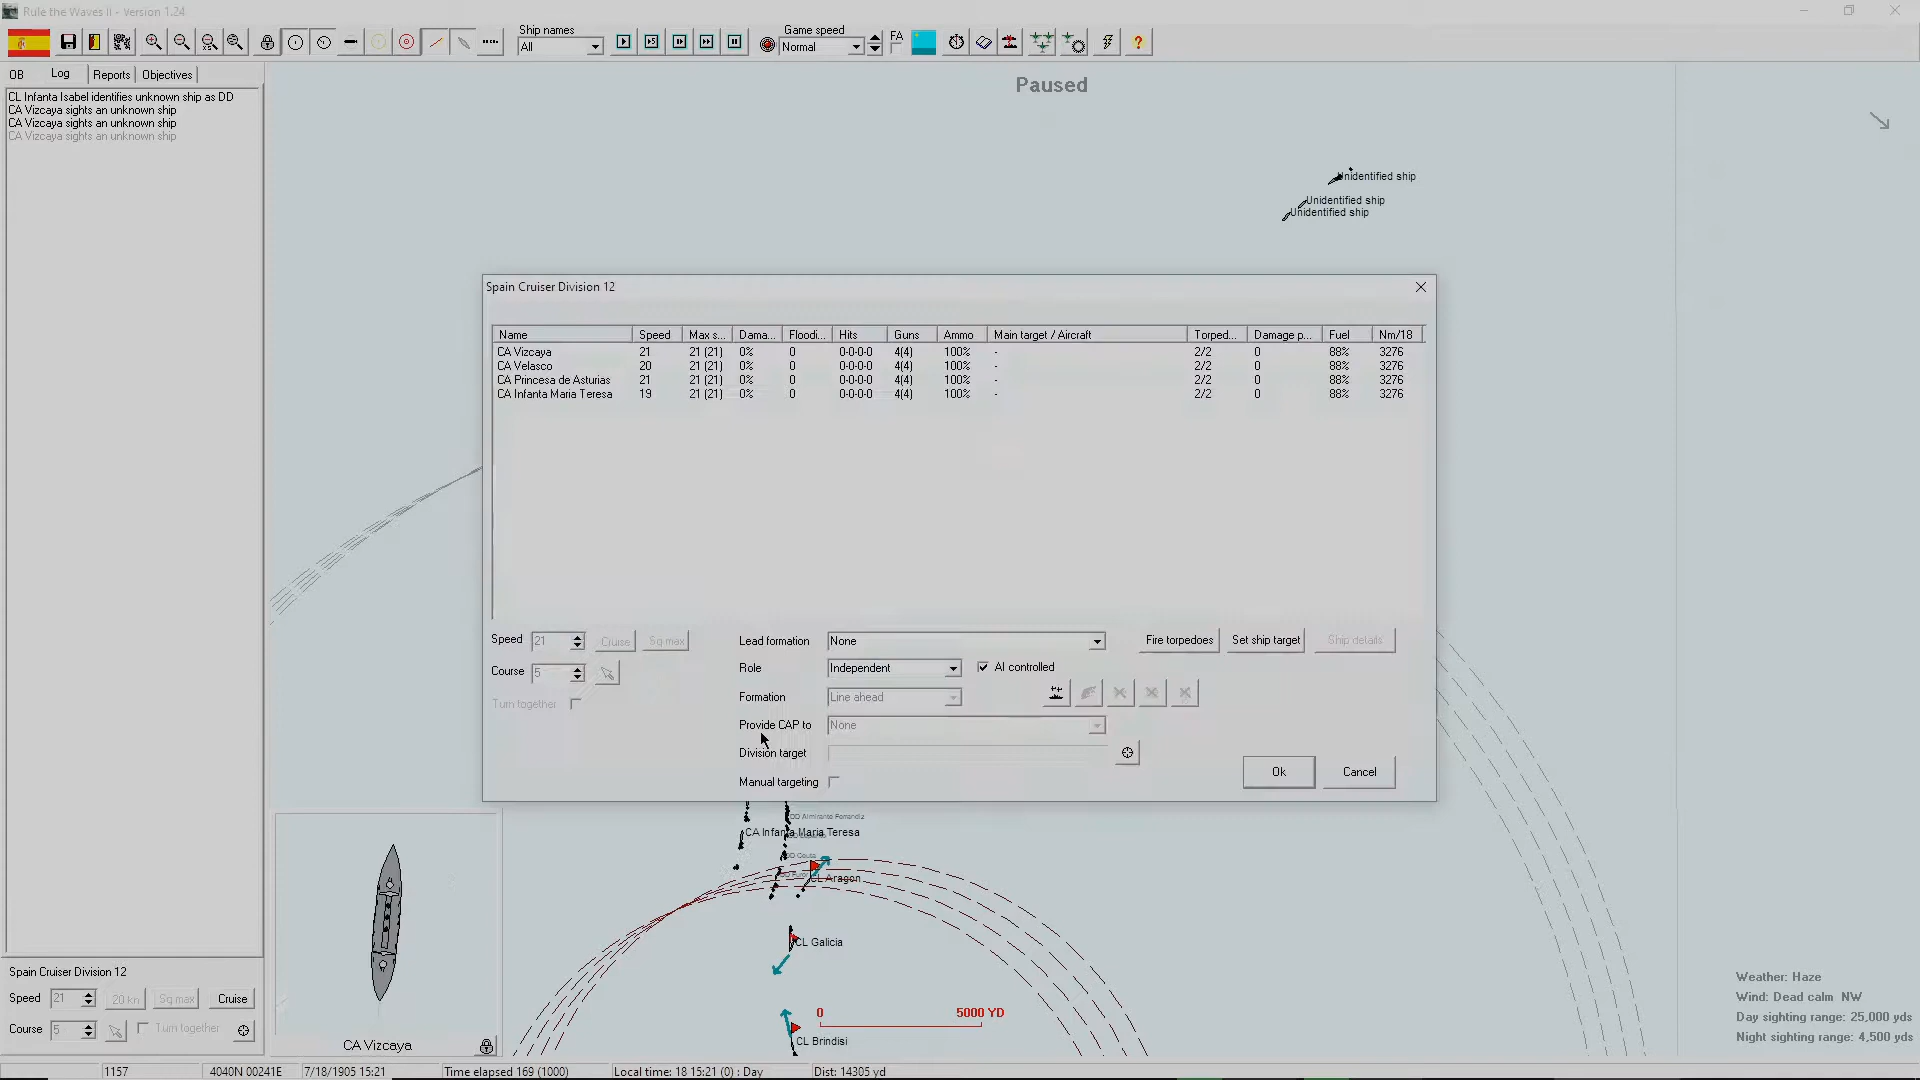 Rule the Waves II - Version 1.24
Ship names
All
Game speed
Normal
FA
OB Log Reports Objectives
CL Infanta Isabel identifies unknown ship as DD
CA Vizcaya sights an unknown ship
CA Vizcaya sights an unknown ship
CA Vizcaya sights an unknown ship
Paused
Unidentified ship
Unidentified ship
Unidentified ship
Spain Cruiser Division 12
Name Speed Max s... Dama... Floodi... Hits Guns Ammo Main target / Aircraft Torped... Damage p... Fuel Nm/18
CA Vizcaya 21 21 (21) 0% 0 0-0-0-0 4(4) 100% - 2/2 0 88% 3276
CA Velasco 20 21 (21) 0% 0 0-0-0-0 4(4) 100% - 2/2 0 88% 3276
CA Princesa de Asturias 21 21 (21) 0% 0 0-0-0-0 4(4) 100% - 2/2 0 88% 3276
CA Infanta Maria Teresa 19 21 (21) 0% 0 0-0-0-0 4(4) 100% - 2/2 0 88% 3276
Speed 21 Cruise Sq max
Course 5
Turn together
Lead formation None
Role Independent AI controlled
Formation Line ahead
Provide CAP to None
Division target
Manual targeting
Fire torpedoes Set ship target Ship details
Ok Cancel
DD Almirante Ferrandiz
CA Infanta Maria Teresa
DD Ceuta
CL Aragon
CL Galicia
CL Brindisi
0 5000 YD
CA Vizcaya
Spain Cruiser Division 12
Speed 21 20 kn Sq max Cruise
Course 5 Turn together
Weather: Haze
Wind: Dead calm NW
Day sighting range: 25,000 yds
Night sighting range: 4,500 yds
1157 4040N 00241E 7/18/1905 15:21 Time elapsed 169 (1000) Local time: 18 15:21 (0) : Day Dist: 14305 yd